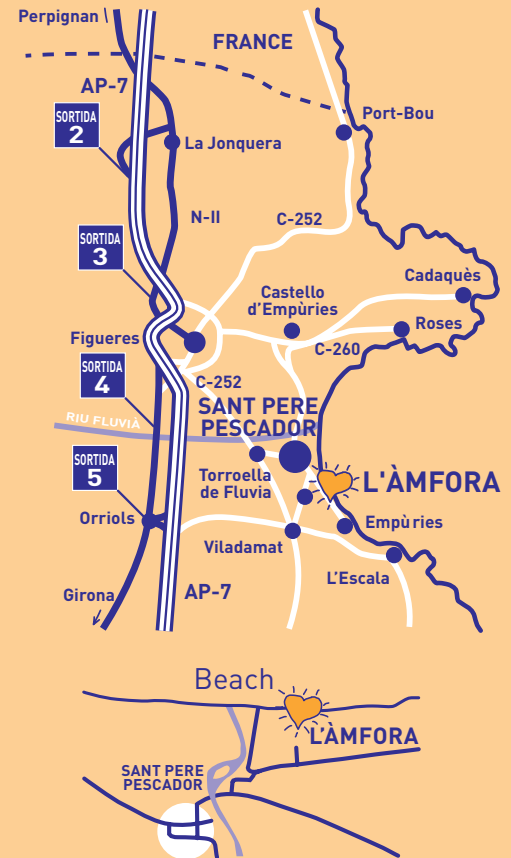 Perpignan
FRANCE
AP-7
SORTIDA
2
Port-Bou
La Jonquera
N-II
C-252
SORTIDA
3
Cadaquès
Castello
d'Empùries
Roses
Figueres
C-260
SORTIDA
4
C-252
SANT PERE
PESCADOR
RIU FLUVIÀ
SORTIDA
5
Torroella
de Fluvia
L'ÀMFORA
Orriols
Empùries
Viladamat
L'Escala
Girona
AP-7
Beach
L'ÀMFORA
SANT PERE
PESCADOR